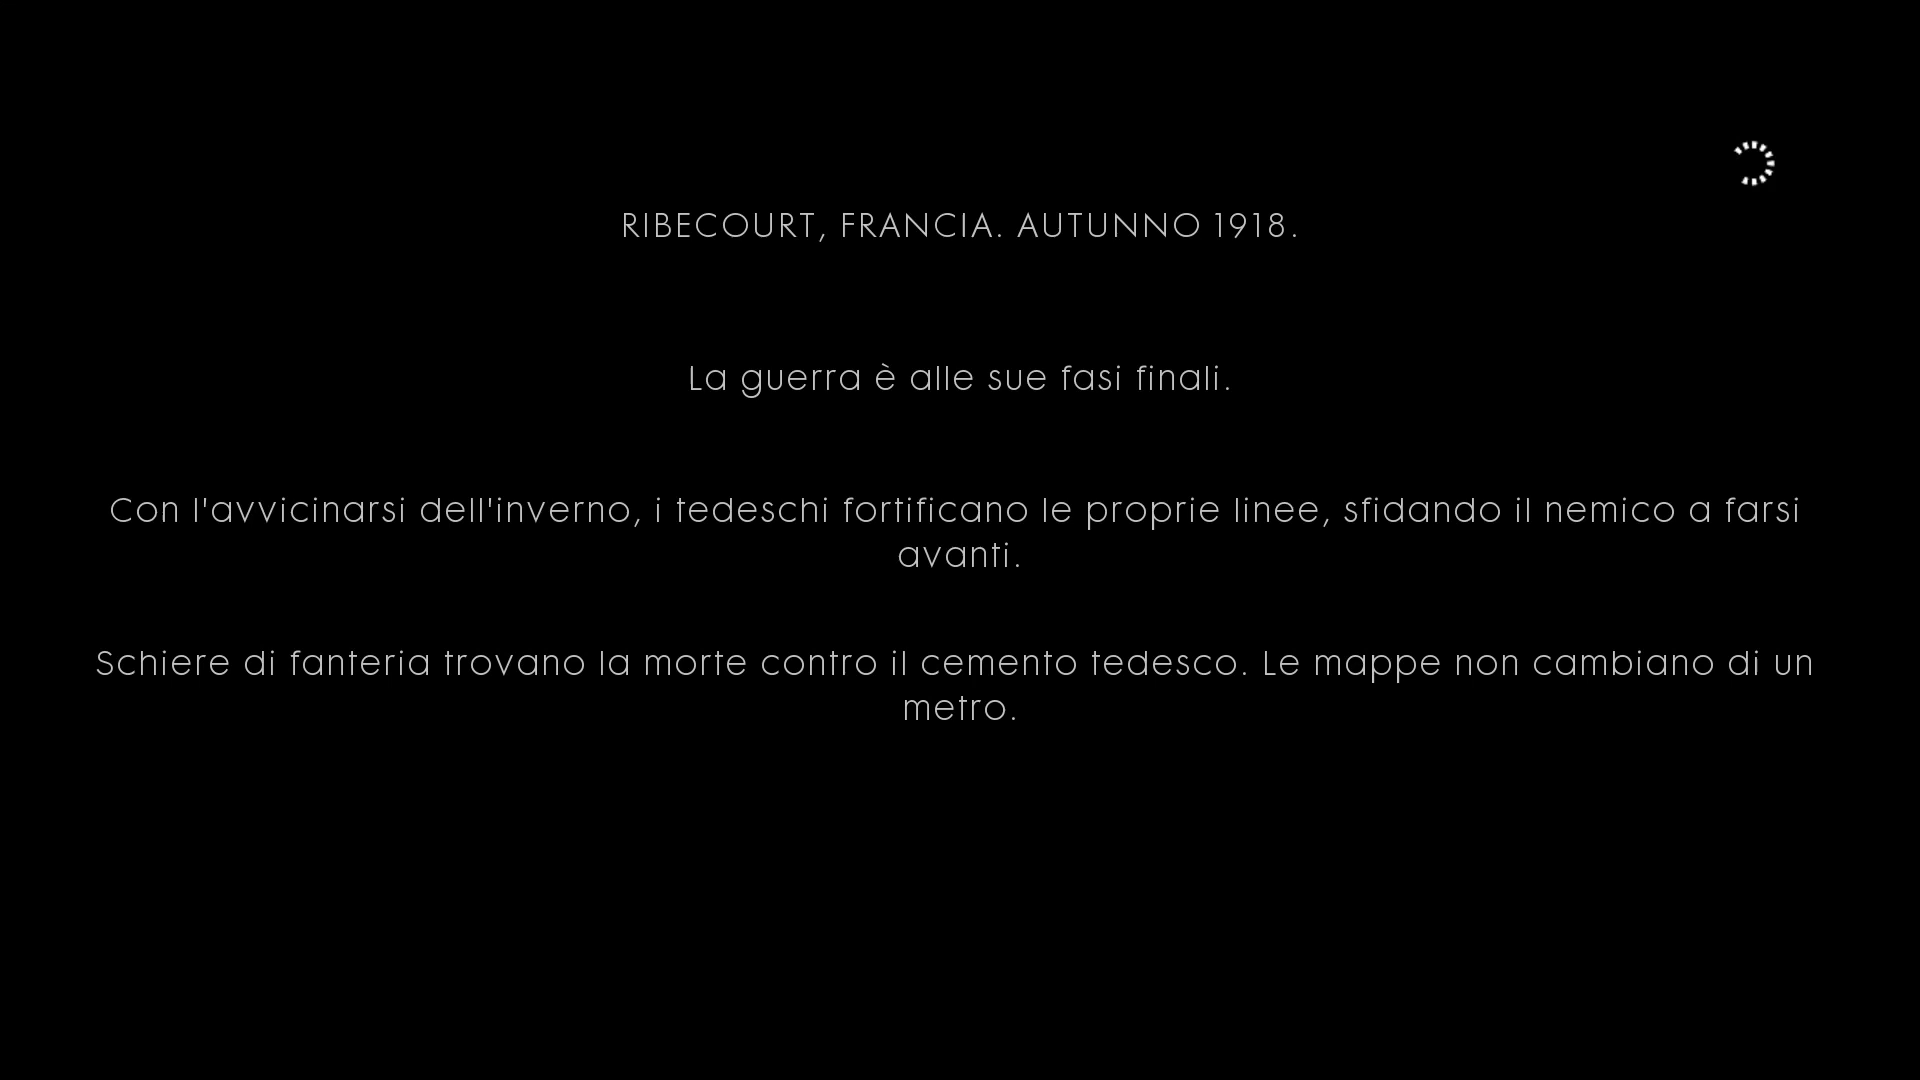 RIBECOURT, FRANCIA. AUTUNNO 1918.
La guerra è alle sue fasi finali.
Con l'avvicinarsi dell'inverno, i tedeschi fortificano le proprie linee, sfidando il nemico a farsi
avanti.
Schiere di fanteria trovano la morte contro il cemento tedesco. Le mappe non cambiano di un
metro.